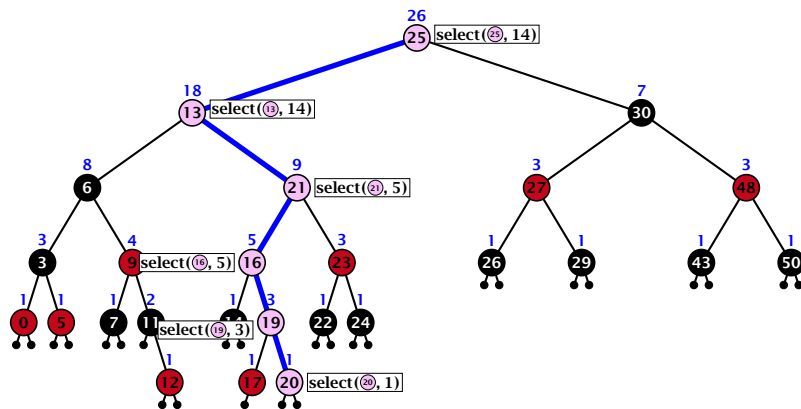 26
25 select(25, 14)
18 7
13 select(13, 14) 30
8 9 3 3
6 21 select(21, 5) 27 48
3 4 5 3 1 1 1 1
3 9 select(16, 5) 16 23 26 29 43 50
1 1 1 2 3 1 1
0 5 7 11 select(19, 3) 19 22 24
1 1 1
12 17 20 select(20, 1)